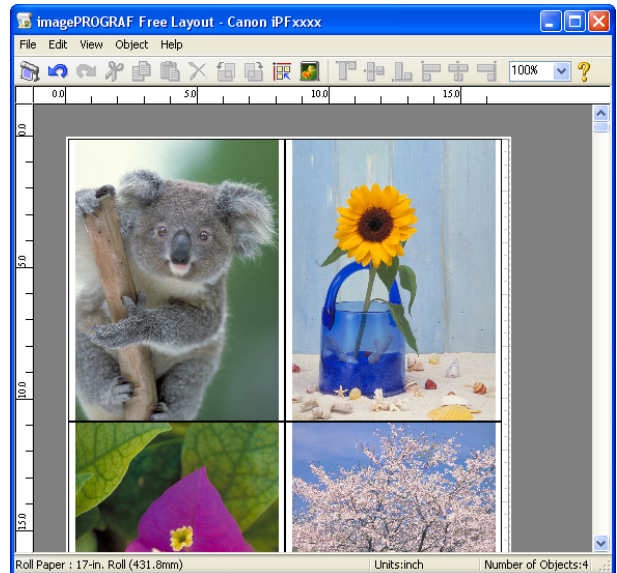 imagePROGRAF Free Layout - Canon iPFxxxx
File Edit View Object Help
100%
0.0 5.0 10.0 15.0
0.0
5.0
10.0
15.0
Roll Paper : 17-in. Roll (431.8mm) Units:inch Number of Objects:4